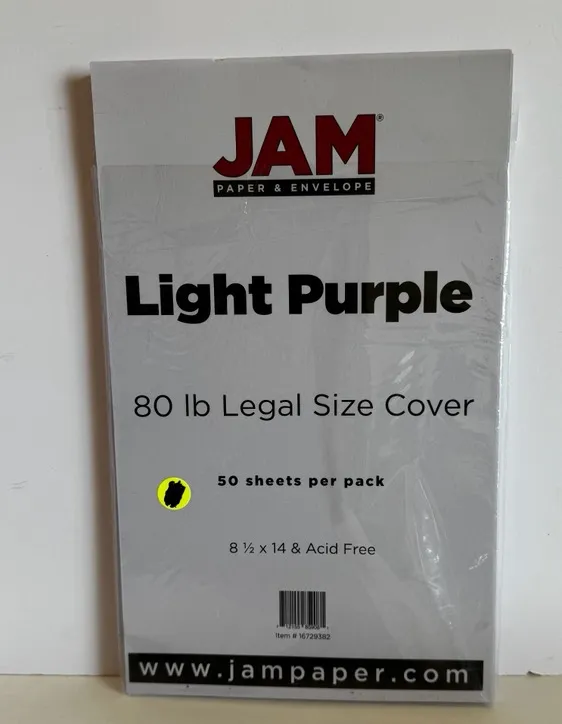 JAM®
PAPER & ENVELOPE
Light Purple
80 lb Legal Size Cover
50 sheets per pack
8 ½ x 14 & Acid Free
Item # 16729382
www.jampaper.com